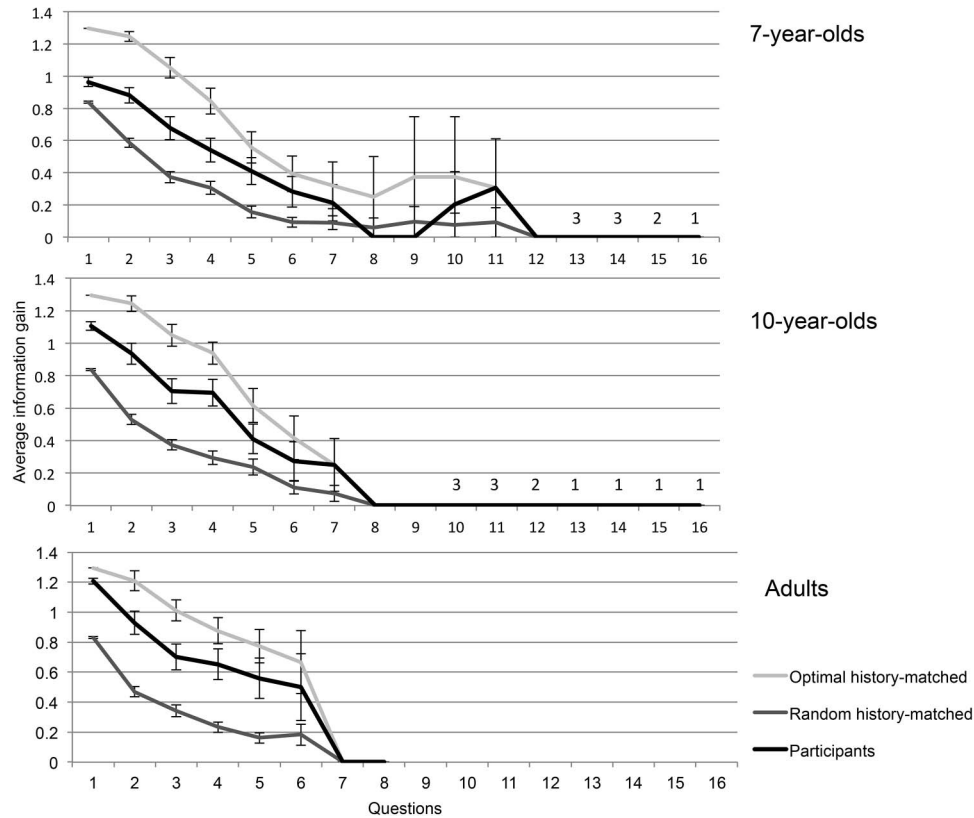 7-year-olds
1.4
1.2
1
0.8
0.6
0.4
0.2
0
3 3 2 1
1 2 3 4 5 6 7 8 9 10 11 12 13 14 15 16
10-year-olds
Average information gain
1.4
1.2
1
0.8
0.6
0.4
0.2
0
3 3 2 1 1 1 1
1 2 3 4 5 6 7 8 9 10 11 12 13 14 15 16
Adults
1.4
1.2
1
0.8
0.6
0.4
0.2
0
1 2 3 4 5 6 7 8 9 10 11 12 13 14 15 16
Questions
Optimal history-matched
Random history-matched
Participants